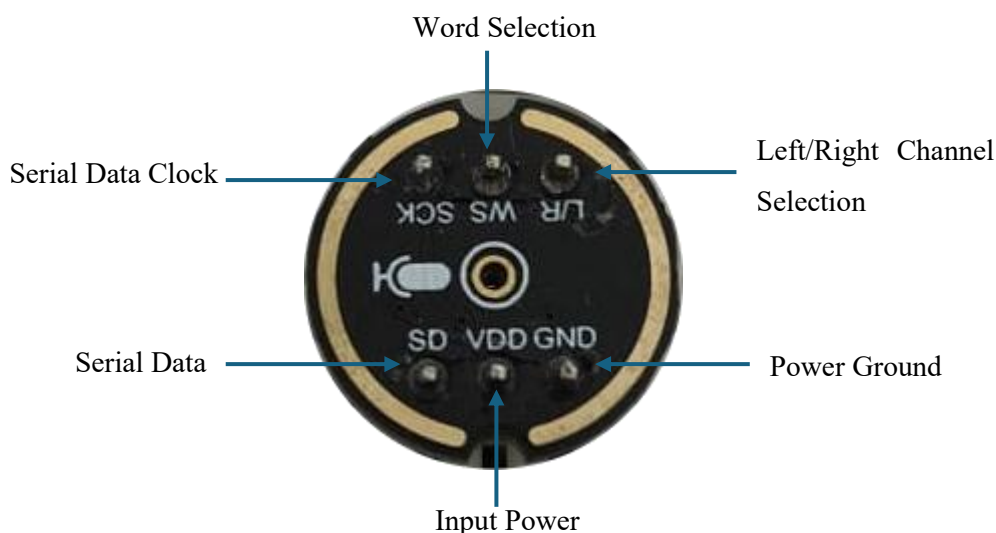 Word Selection
Serial Data Clock
Left/Right Channel
Selection
SCK WS L/R
SD VDD GND
Serial Data
Power Ground
Input Power